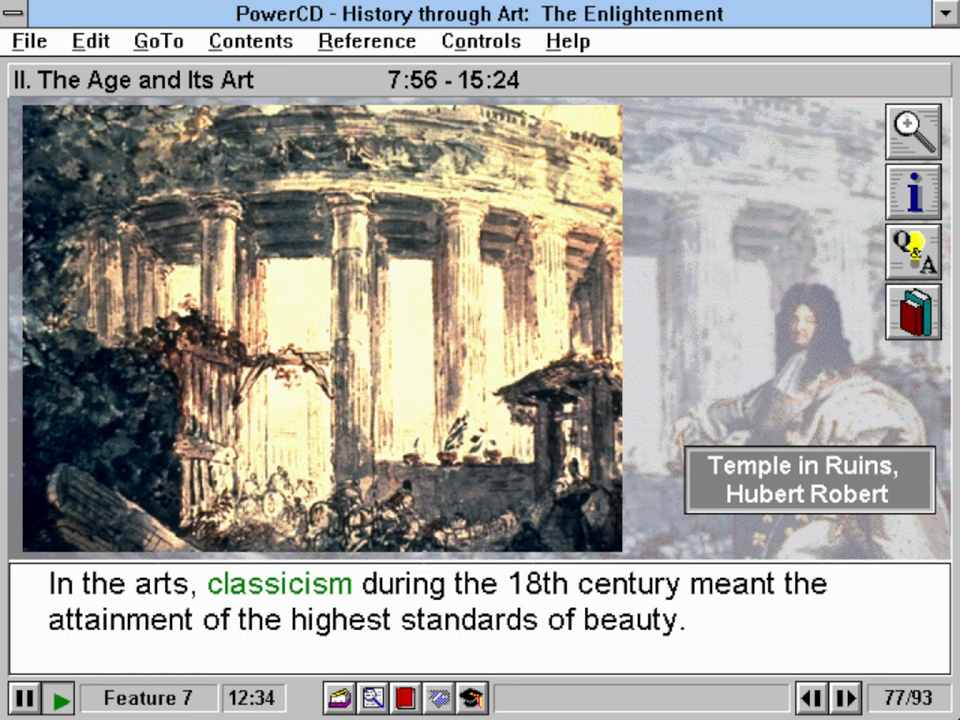 PowerCD - History through Art: The Enlightenment
File Edit GoTo Contents Reference Controls Help
II. The Age and Its Art 7:56 - 15:24
i
Q & A
Temple in Ruins,
Hubert Robert
In the arts, classicism during the 18th century meant the
attainment of the highest standards of beauty.
Feature 7 12:34 77/93